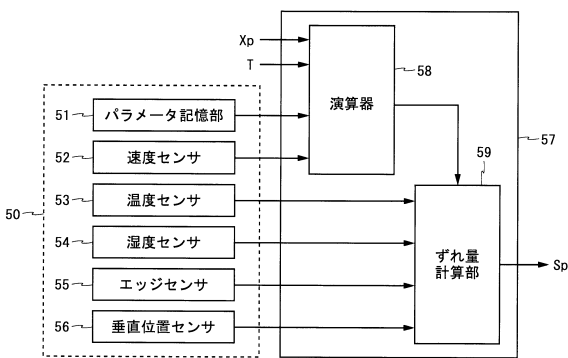 Xp
T
58
演算器
51
パラメータ記憶部
52
速度センサ
57
59
53
温度センサ
50
54
湿度センサ
ずれ量
計算部
Sp
55
エッジセンサ
56
垂直位置センサ